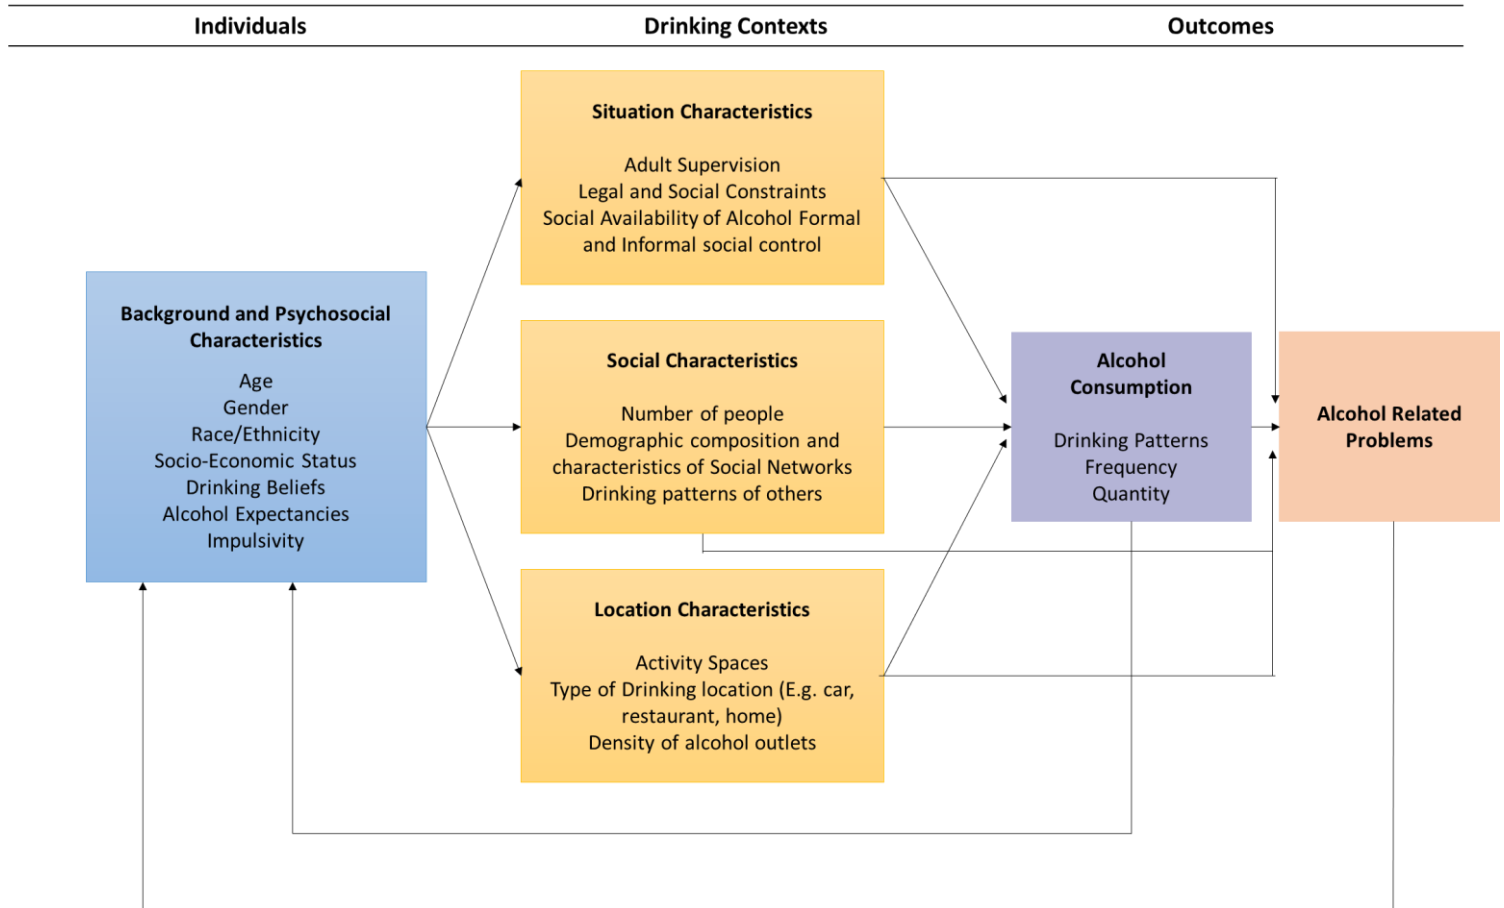 Individuals
Drinking Contexts
Outcomes
Background and Psychosocial
Characteristics
Age
Gender
Race/Ethnicity
Socio-Economic Status
Drinking Beliefs
Alcohol Expectancies
Impulsivity
Situation Characteristics
Adult Supervision
Legal and Social Constraints
Social Availability of Alcohol Formal
and Informal social control
Social Characteristics
Number of people
Demographic composition and
characteristics of Social Networks
Drinking patterns of others
Location Characteristics
Activity Spaces
Type of Drinking location (E.g. car,
restaurant, home)
Density of alcohol outlets
Alcohol
Consumption
Drinking Patterns
Frequency
Quantity
Alcohol Related
Problems